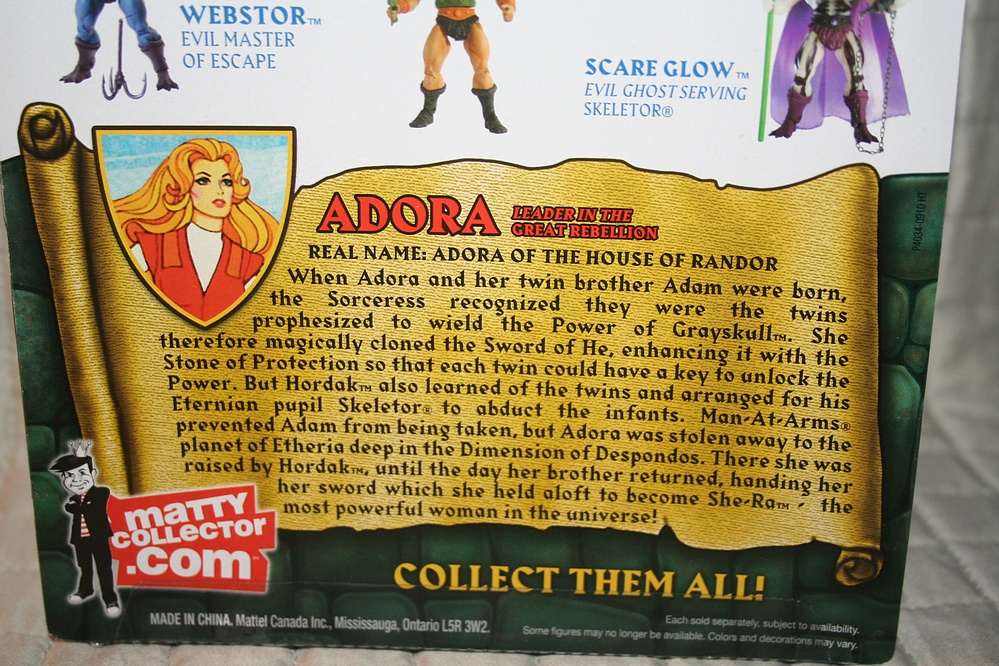 WEBSTOR™
EVIL MASTER
OF ESCAPE
SCARE GLOW™
EVIL GHOST SERVING
SKELETOR®
ADORA LEADER IN THE
GREAT REBELLION
REAL NAME: ADORA OF THE HOUSE OF RANDOR
When Adora and her twin brother Adam were born,
the Sorceress recognized they were the twins
prophesized to wield the Power of Grayskull™. She
therefore magically cloned the Sword of He, enhancing it with the
Stone of Protection so that each twin could have a key to unlock the
Power. But Hordak™ also learned of the twins and arranged for his
Eternian pupil Skeletor® to abduct the infants. Man-At-Arms®
prevented Adam from being taken, but Adora was stolen away to the
planet of Etheria deep in the Dimension of Despondos. There she was
raised by Hordak™, until the day her brother returned, handing her
her sword which she held aloft to become She-Ra™ - the
most powerful woman in the universe!
P4034-0910 HT
matty
COLLECTOR
.com™
COLLECT THEM ALL!
MADE IN CHINA. Mattel Canada Inc., Mississauga, Ontario L5R 3W2.
Each sold separately, subject to availability.
Some figures may no longer be available. Colors and decorations may vary.